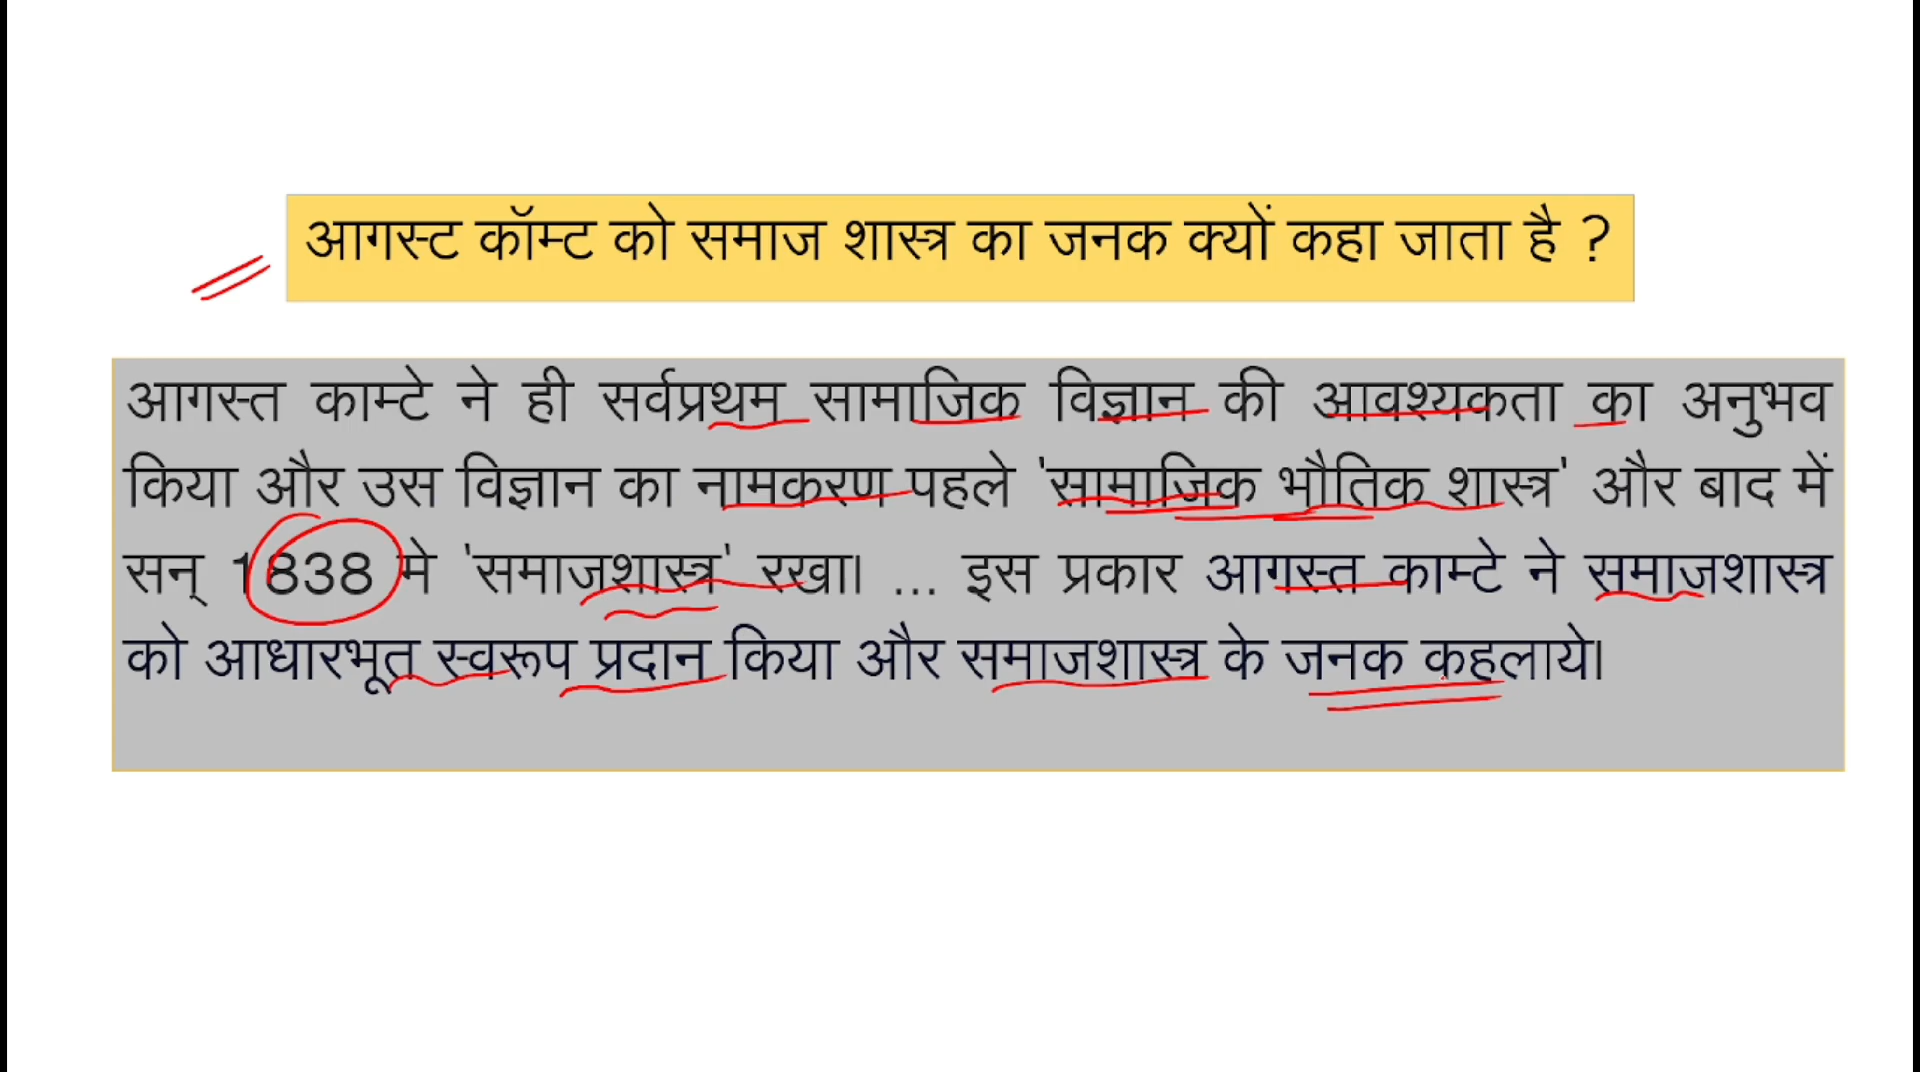 आगस्ट कॉम्ट को समाज शास्त्र का जनक क्यों कहा जाता है ?
आगस्त काम्टे ने ही सर्वप्रथम सामाजिक विज्ञान की आवश्यकता का अनुभव
किया और उस विज्ञान का नामकरण पहले 'सामाजिक भौतिक शास्त्र' और बाद में
सन् 1838 मे 'समाजशास्त्र' रखा। ... इस प्रकार आगस्त काम्टे ने समाजशास्त्र
को आधारभूत स्वरूप प्रदान किया और समाजशास्त्र के जनक कहलाये।